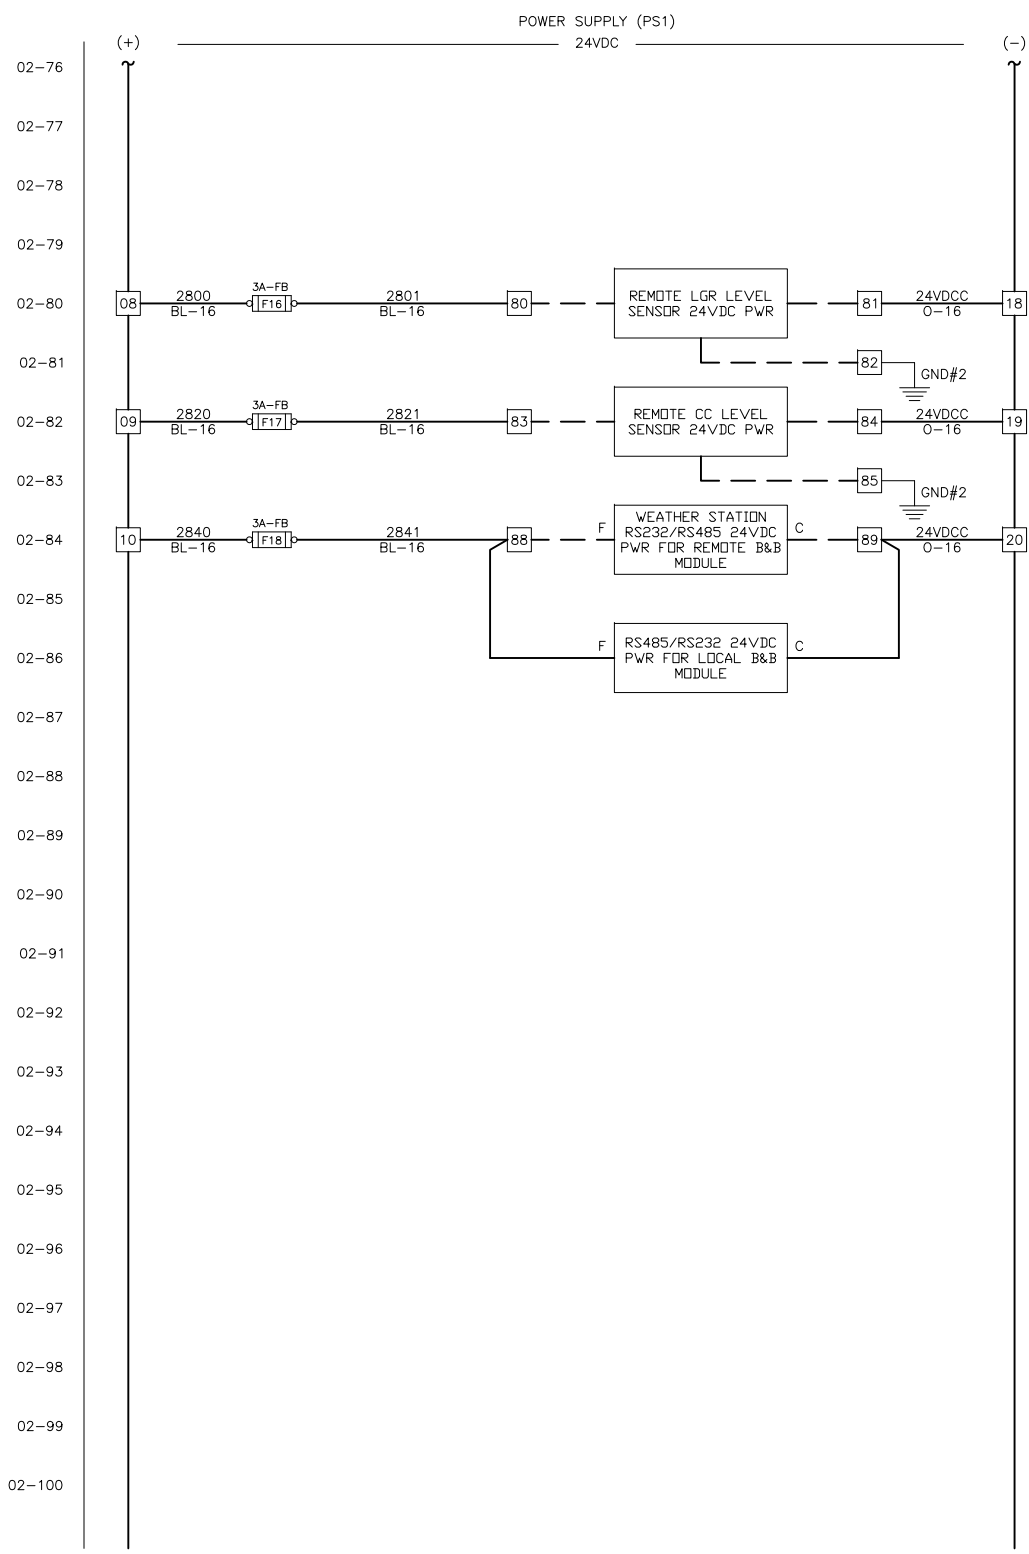 POWER SUPPLY (PS1)
(+) 24VDC (-)
02-76
02-77
02-78
02-79
3A-FB
02-80 08 2800 F16 2801 80 REMOTE LGR LEVEL 81 24VDCC 18
BL-16 BL-16 SENSOR 24VDC PWR O-16
02-81 82 GND#2
3A-FB
02-82 09 2820 F17 2821 83 REMOTE CC LEVEL 84 24VDCC 19
BL-16 BL-16 SENSOR 24VDC PWR O-16
02-83 85 GND#2
3A-FB
WEATHER STATION
02-84 10 2840 F18 2841 88 F RS232/RS485 24VDC C 89 24VDCC 20
BL-16 BL-16 PWR FOR REMOTE B&B O-16
MODULE
02-85
02-86 F RS485/RS232 24VDC C
PWR FOR LOCAL B&B
MODULE
02-87
02-88
02-89
02-90
02-91
02-92
02-93
02-94
02-95
02-96
02-97
02-98
02-99
02-100